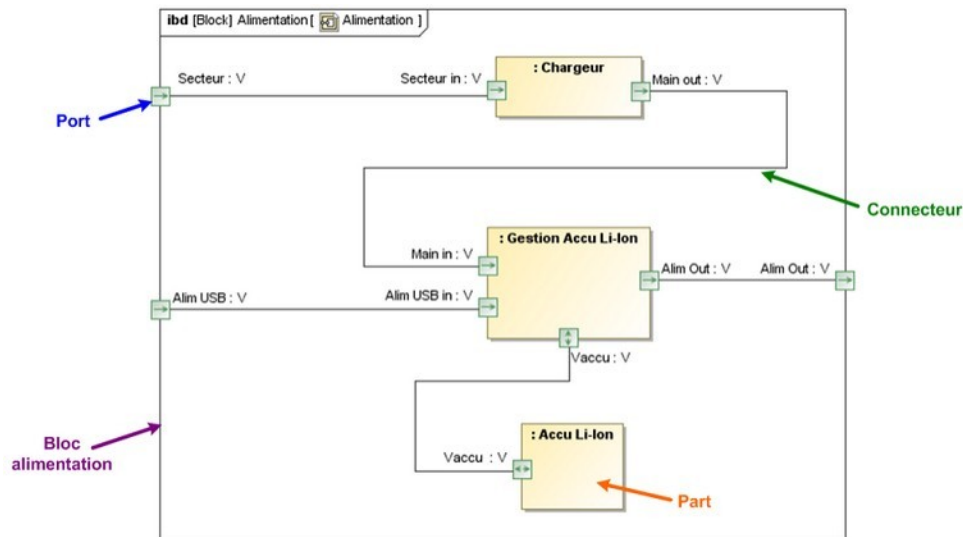 ibd [Block] Alimentation [ Alimentation ]
: Chargeur
Secteur : V
Secteur in : V
Main out : V
Port
Connecteur
: Gestion Accu Li-Ion
Main in : V
Alim Out : V
Alim Out : V
Alim USB : V
Alim USB in : V
Vaccu : V
: Accu Li-Ion
Bloc
alimentation
Vaccu : V
Part